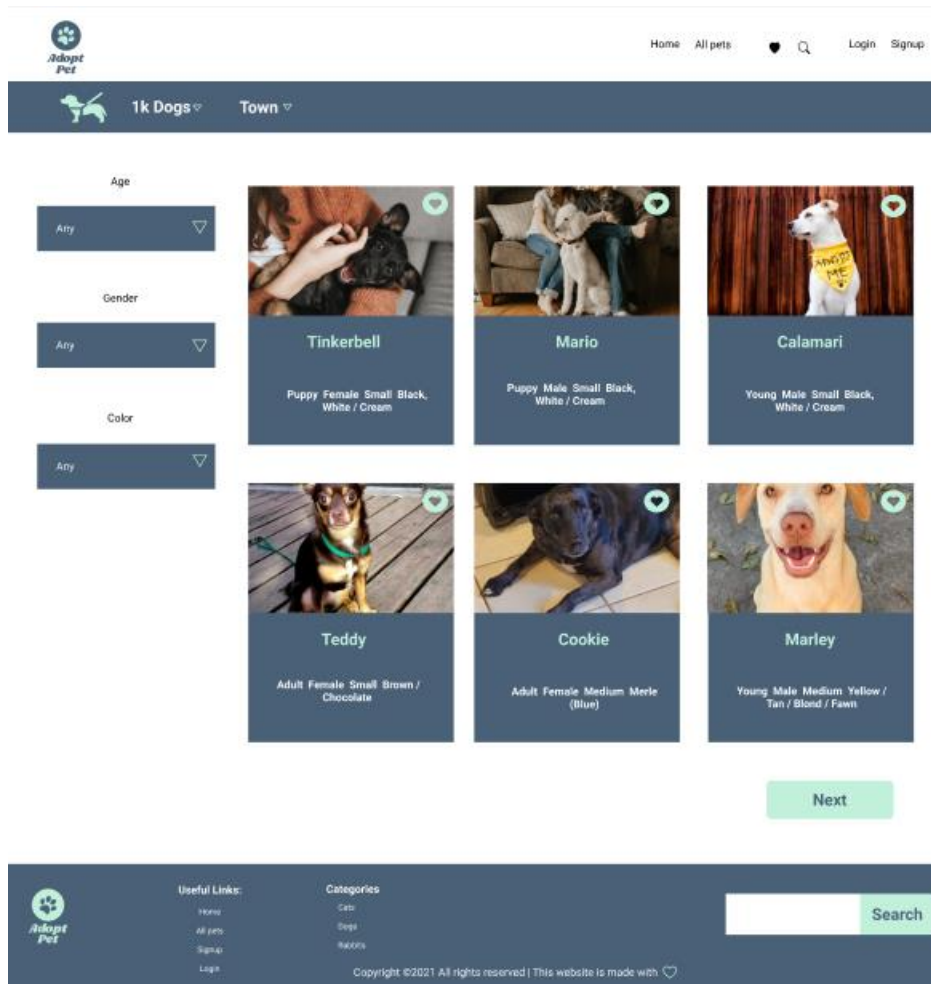 Adopt
Pet
Home All pets Login Signup
1k Dogs Town
Age
Any
Gender
Any
Color
Any
ADOPT
ME
Tinkerbell
Puppy Female Small Black,
White / Cream
Mario
Puppy Male Small Black,
White / Cream
Calamari
Young Male Small Black,
White / Cream
Teddy
Adult Female Small Brown /
Chocolate
Cookie
Adult Female Medium Merle
(Blue)
Marley
Young Male Medium Yellow /
Tan / Blond / Fawn
Next
Adopt
Pet
Useful Links:
Home
All pets
Signup
Login
Categories
Cats
Dogs
Rabbits
Search
Copyright ©2021 All rights reserved | This website is made with